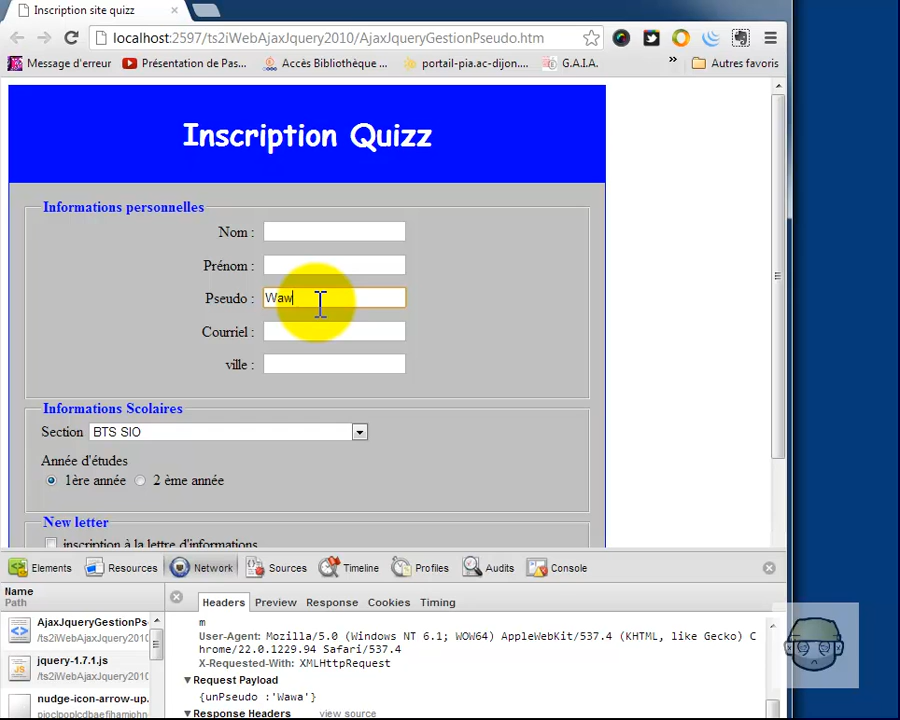 Inscription site quizz
localhost:2597/ts2iWebAjaxJquery2010/AjaxJqueryGestionPseudo.htm
Message d'erreur Présentation de Pas... Accès Bibliothèque ... portail-pia.ac-dijon.... G.A.I.A. » Autres favoris
Inscription Quizz
Informations personnelles
Nom :
Prénom :
Pseudo : Waw
Courriel :
ville :
Informations Scolaires
Section BTS SIO
Année d'études
1ère année 2 ème année
New letter
inscription à la lettre d'informations
Elements Resources Network Sources Timeline Profiles Audits Console
Name
Path
Headers Preview Response Cookies Timing
AjaxJqueryGestionPs
/ts2iWebAjaxJquery2010
jquery-1.7.1.js
/ts2iWebAjaxJquery2010
nudge-icon-arrow-up.
pioclpoplcdbaefihamiohn
m
User-Agent: Mozilla/5.0 (Windows NT 6.1; WOW64) AppleWebKit/537.4 (KHTML, like Gecko) C
hrome/22.0.1229.94 Safari/537.4
X-Requested-With: XMLHttpRequest
Request Payload
{unPseudo :'Wawa'}
Response Headers view source